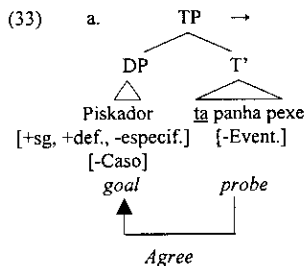 (33) a. TP →
DP T'
Piskador ta panha pexe
[+sg, +def., -especif.] [-Event.]
[-Caso]
goal probe
Agree